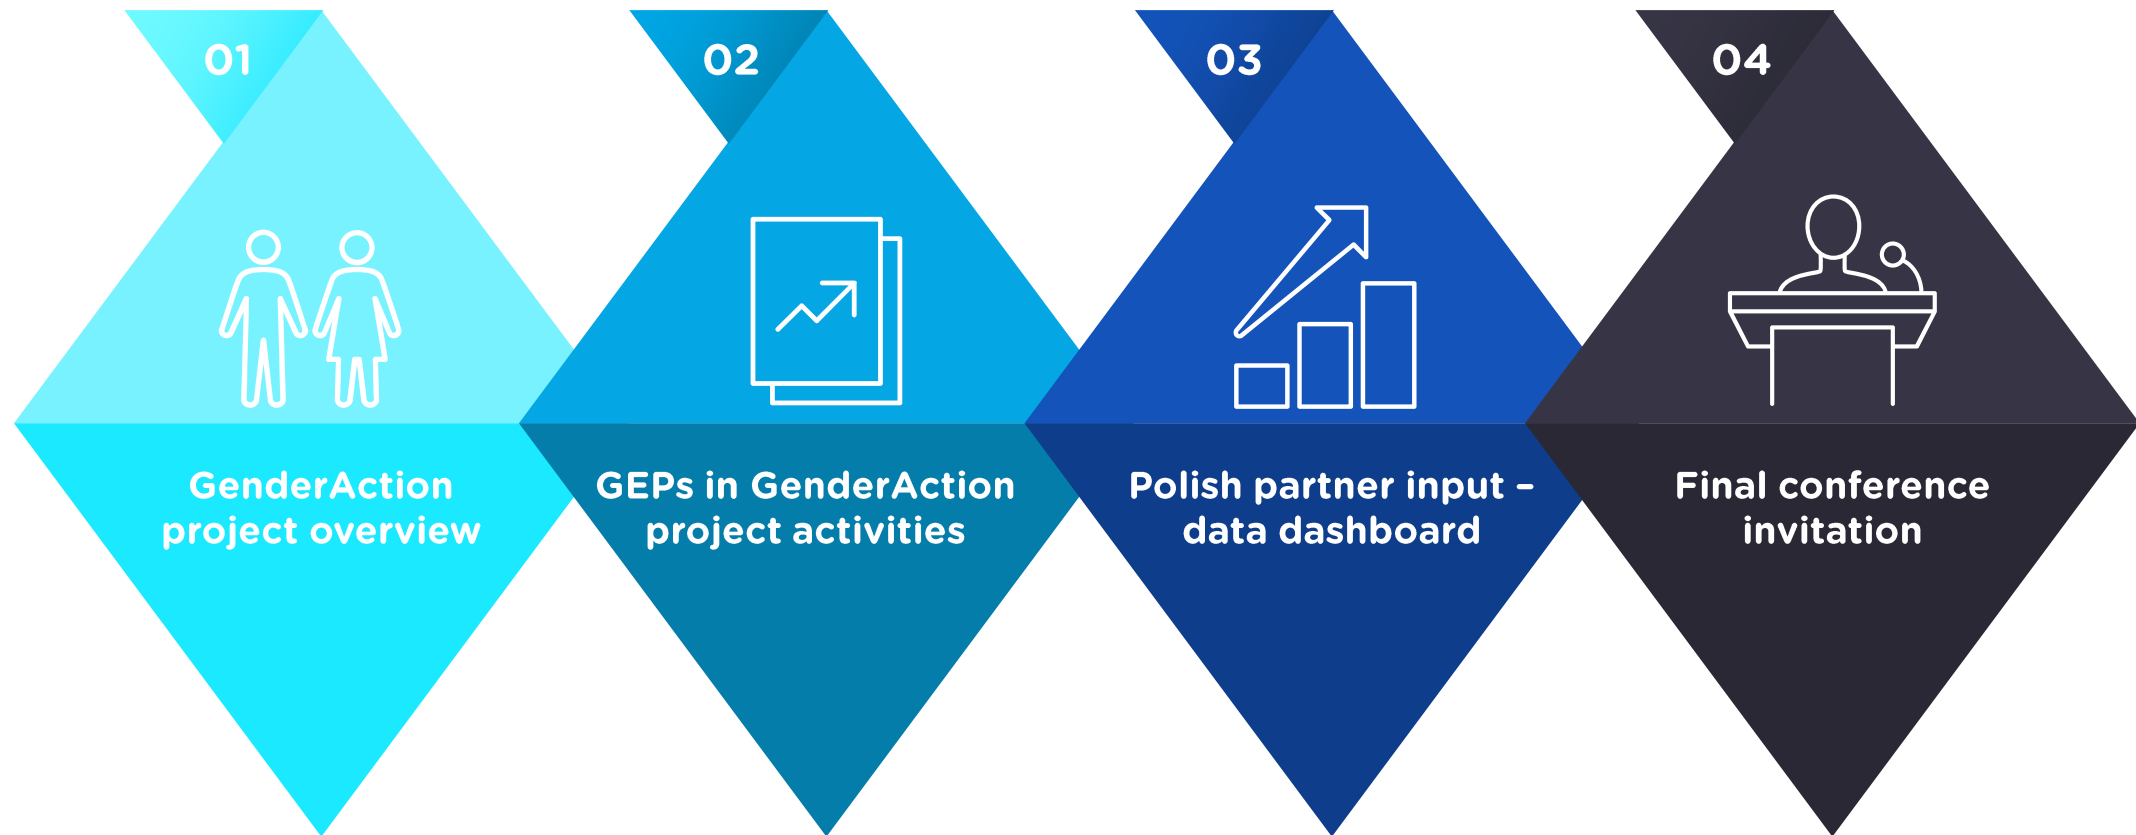 01
GenderAction
project overview
02
GEPs in GenderAction
project activities
03
Polish partner input –
data dashboard
04
Final conference
invitation